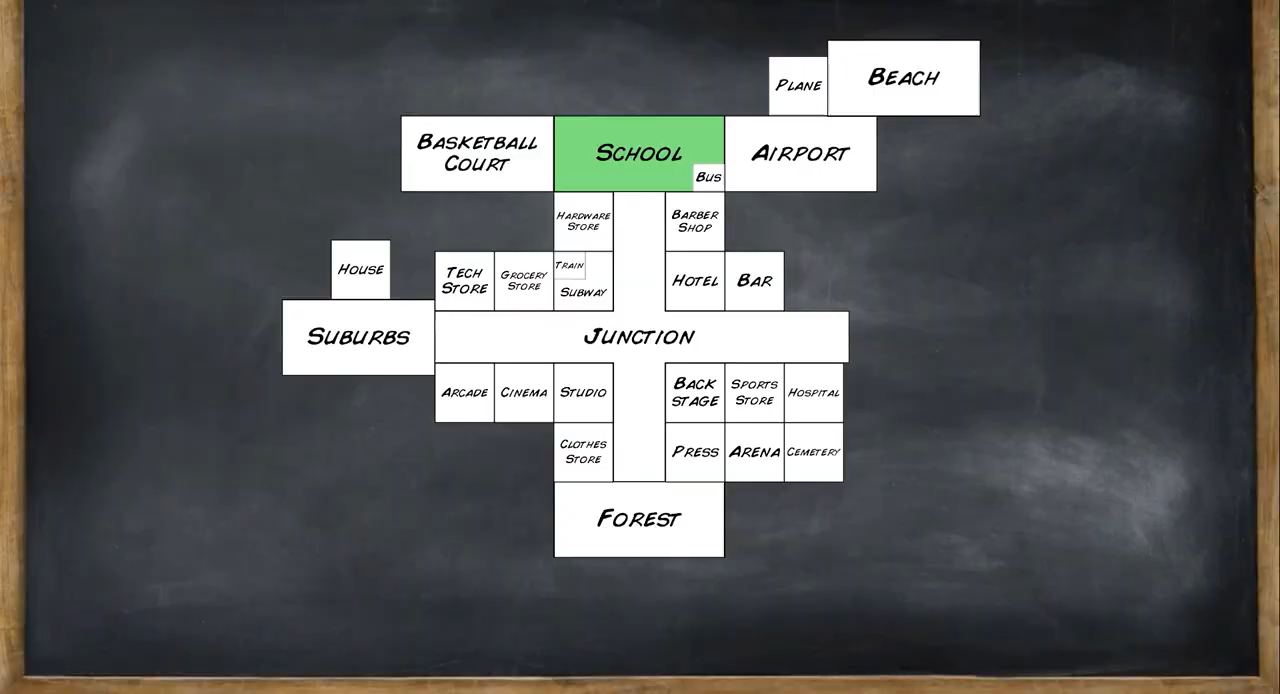 BEACH
PLANE
BASKETBALL
COURT
SCHOOL
AIRPORT
BUS
HARDWARE
STORE
BARBER
SHOP
HOUSE
TECH
STORE
GROCERY
STORE
TRAIN
SUBWAY
HOTEL
BAR
SUBURBS
JUNCTION
ARCADE
CINEMA
STUDIO
BACK
STAGE
SPORTS
STORE
HOSPITAL
CLOTHES
STORE
PRESS
ARENA
CEMETERY
FOREST